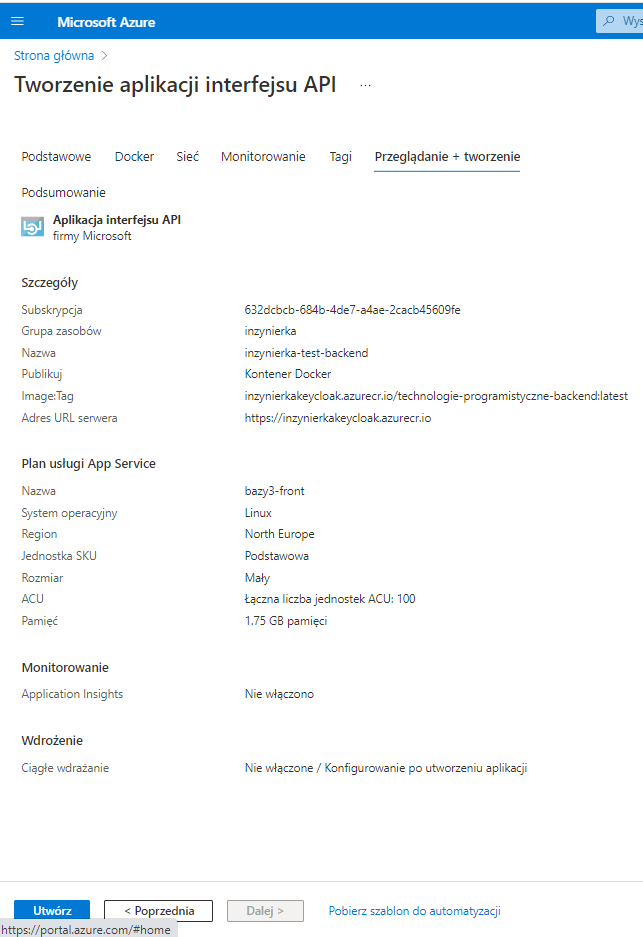 Microsoft Azure
Wys
Strona główna >
Tworzenie aplikacji interfejsu API ...
Podstawowe Docker Sieć Monitorowanie Tagi Przeglądanie + tworzenie
Podsumowanie
Aplikacja interfejsu API
firmy Microsoft
Szczegóły
Subskrypcja 632dcbcb-684b-4de7-a4ae-2cacb45609fe
Grupa zasobów inzynierka
Nazwa inzynierka-test-backend
Publikuj Kontener Docker
Image:Tag inzynierkakeycloak.azurecr.io/technologie-programistyczne-backend:latest
Adres URL serwera https://inzynierkakeycloak.azurecr.io
Plan usługi App Service
Nazwa bazy3-front
System operacyjny Linux
Region North Europe
Jednostka SKU Podstawowa
Rozmiar Mały
ACU Łączna liczba jednostek ACU: 100
Pamięć 1.75 GB pamięci
Monitorowanie
Application Insights Nie włączono
Wdrożenie
Ciągłe wdrażanie Nie włączone / Konfigurowanie po utworzeniu aplikacji
Utwórz < Poprzednia Dalej > Pobierz szablon do automatyzacji
https://portal.azure.com/#home